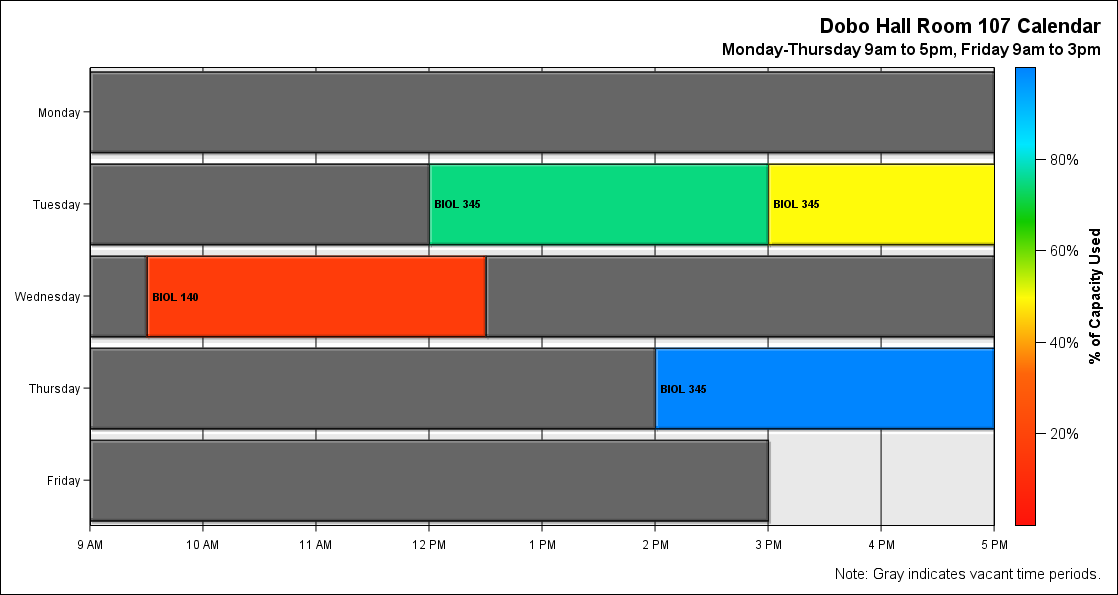 Dobo Hall Room 107 Calendar
Monday-Thursday 9am to 5pm, Friday 9am to 3pm
Monday
Tuesday
BIOL 345
BIOL 345
Wednesday
BIOL 140
Thursday
BIOL 345
Friday
9 AM
10 AM
11 AM
12 PM
1 PM
2 PM
3 PM
4 PM
5 PM
80%
60%
40%
20%
% of Capacity Used
Note: Gray indicates vacant time periods.